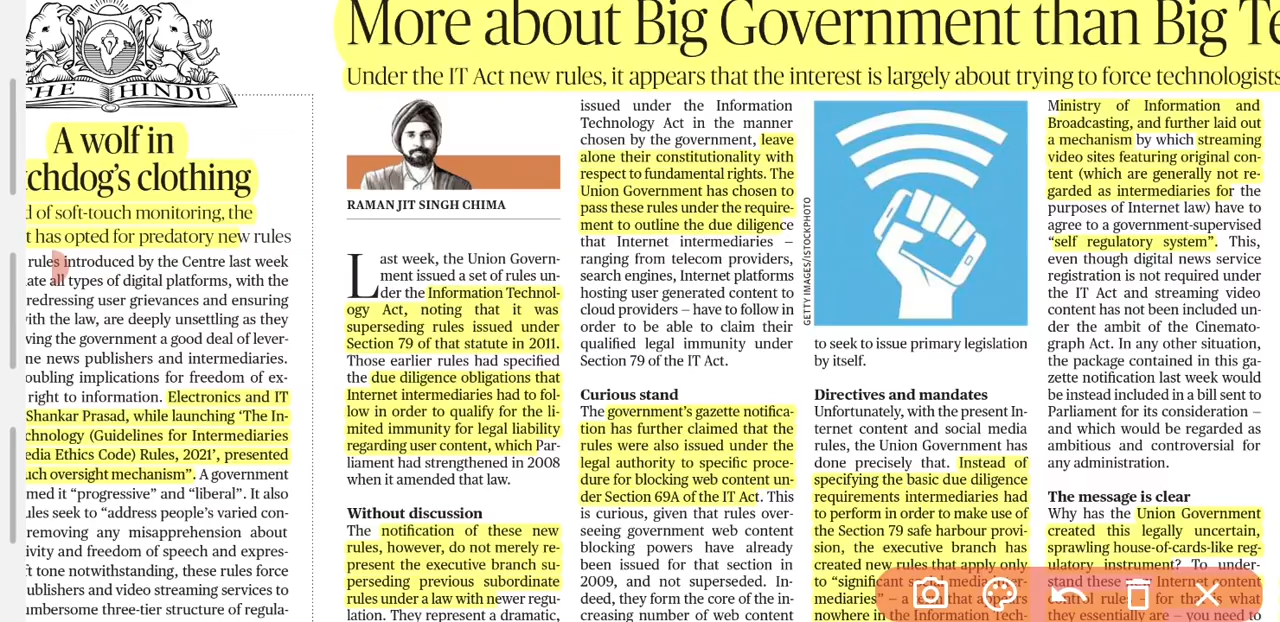 THE HINDU
A wolf in
chdog's clothing
d of soft-touch monitoring, the
t has opted for predatory new rules
rules introduced by the Centre last week
ate all types of digital platforms, with the
redressing user grievances and ensuring
ith the law, are deeply unsettling as they
ving the government a good deal of lever-
ne news publishers and intermediaries.
oubling implications for freedom of ex-
right to information. Electronics and IT
Shankar Prasad, while launching 'The In-
chnology (Guidelines for Intermediaries
edia Ethics Code) Rules, 2021', presented
uch oversight mechanism". A government
med it "progressive" and "liberal". It also
ules seek to "address people's varied con-
removing any misapprehension about
ivity and freedom of speech and expres-
ft tone notwithstanding, these rules force
ublishers and video streaming services to
umbersome three-tier structure of regula-
More about Big Government than Big Te
Under the IT Act new rules, it appears that the interest is largely about trying to force technologists
RAMAN JIT SINGH CHIMA
Last week, the Union Govern-
ment issued a set of rules un-
der the Information Technol-
ogy Act, noting that it was
superseding rules issued under
Section 79 of that statute in 2011.
Those earlier rules had specified
the due diligence obligations that
Internet intermediaries had to fol-
low in order to qualify for the li-
mited immunity for legal liability
regarding user content, which Par-
liament had strengthened in 2008
when it amended that law.
Without discussion
The notification of these new
rules, however, do not merely re-
present the executive branch su-
perseding previous subordinate
rules under a law with newer regu-
lation. They represent a dramatic,
issued under the Information
Technology Act in the manner
chosen by the government, leave
alone their constitutionality with
respect to fundamental rights. The
Union Government has chosen to
pass these rules under the require-
ment to outline the due diligence
that Internet intermediaries –
ranging from telecom providers,
search engines, Internet platforms
hosting user generated content to
cloud providers – have to follow in
order to be able to claim their
qualified legal immunity under
Section 79 of the IT Act.
Curious stand
The government's gazette notifica-
tion has further claimed that the
rules were also issued under the
legal authority to specific proce-
dure for blocking web content un-
der Section 69A of the IT Act. This
is curious, given that rules over-
seeing government web content
blocking powers have already
been issued for that section in
2009, and not superseded. In-
deed, they form the core of the in-
creasing number of web content
GETTY IMAGES/ISTOCKPHOTO
to seek to issue primary legislation
by itself.
Directives and mandates
Unfortunately, with the present In-
ternet content and social media
rules, the Union Government has
done precisely that. Instead of
specifying the basic due diligence
requirements intermediaries had
to perform in order to make use of
the Section 79 safe harbour provi-
sion, the executive branch has
created new rules that apply only
to "significant social media inter-
mediaries" – a term that appears
nowhere in the Information Tech-
Ministry of Information and
Broadcasting, and further laid out
a mechanism by which streaming
video sites featuring original con-
tent (which are generally not re-
garded as intermediaries for the
purposes of Internet law) have to
agree to a government-supervised
"self regulatory system". This,
even though digital news service
registration is not required under
the IT Act and streaming video
content has not been included un-
der the ambit of the Cinemato-
graph Act. In any other situation,
the package contained in this ga-
zette notification last week would
be instead included in a bill sent to
Parliament for its consideration –
and which would be regarded as
ambitious and controversial for
any administration.
The message is clear
Why has the Union Government
created this legally uncertain,
sprawling house-of-cards-like reg-
ulatory instrument? To under-
stand these new Internet content
control rules – for that is what
they essentially are – you need to